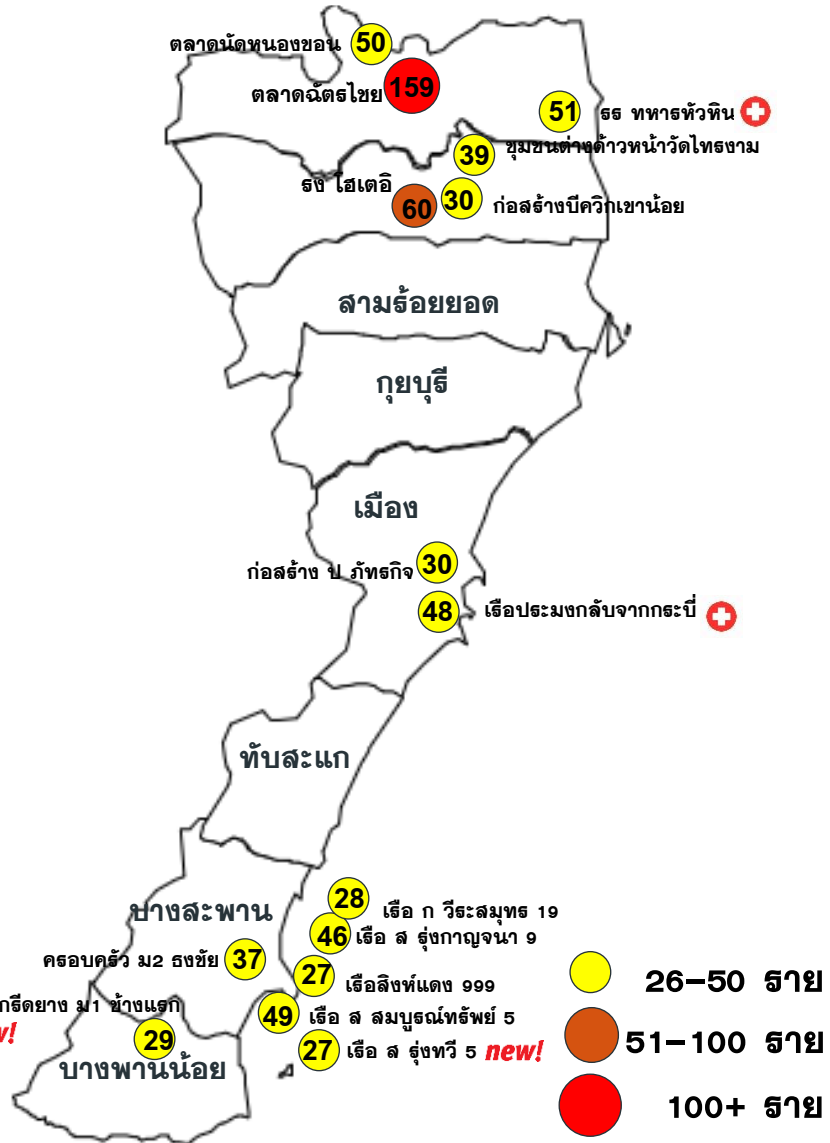 ตลาดนัดหนองขอน 50
ตลาดฉัตรไชย 159
51 รร ทหารหัวหิน
39 ชุมชนต่างด้าวหน้าวัดไทรงาม
รง โฮเตอิ
60 30 ก่อสร้างบีควิกเขาน้อย
สามร้อยยอด
กุยบุรี
เมือง
ก่อสร้าง ป ภัทรกิจ 30
48 เรือประมงกลับจากกระบี่
ทับสะแก
28 เรือ ก วีระสมุทร 19
บางสะพาน
46 เรือ ส รุ่งกาญจนา 9
ครอบครัว ม2 ธงชัย 37
27 เรือสิงห์แดง 999
กรีดยาง ม1 ช้างแรก
49 เรือ ส สมบูรณ์ทรัพย์ 5
29
27 เรือ ส รุ่งทวี 5 new!
บางพานน้อย
26-50 ราย
51-100 ราย
100+ ราย